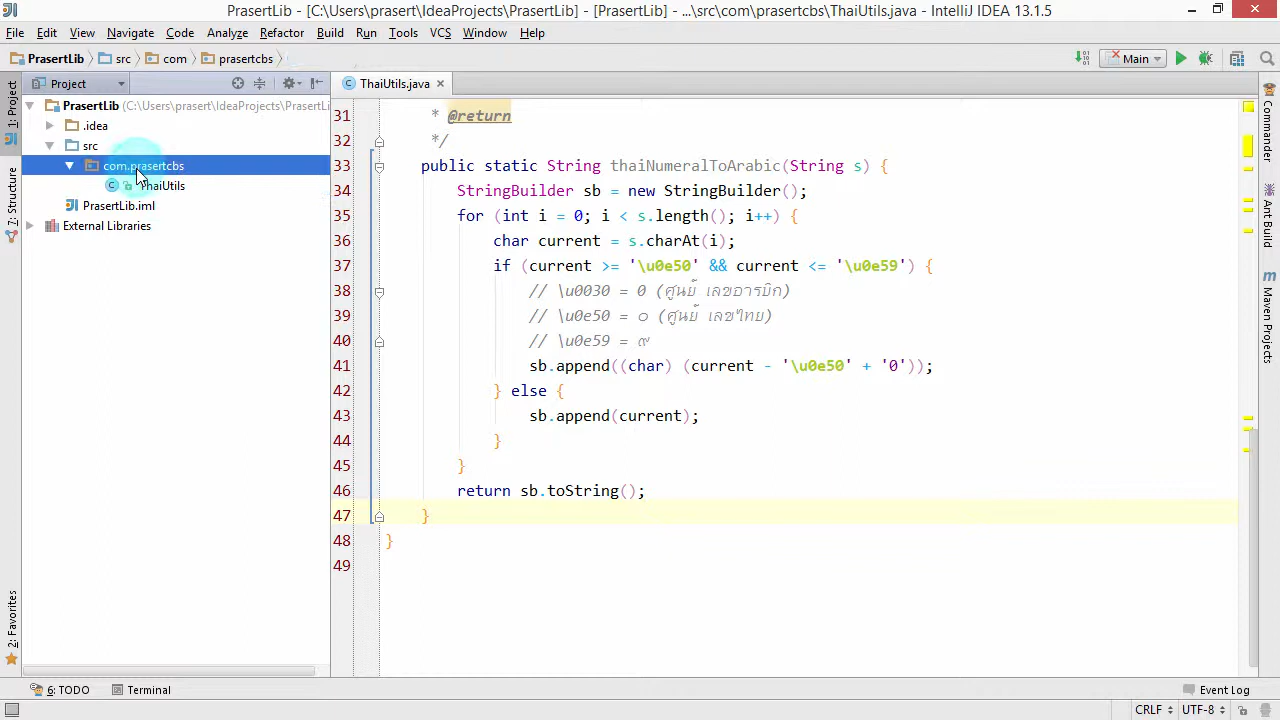 PrasertLib - [C:\Users\prasert\IdeaProjects\PrasertLib] - [PrasertLib] - ...\src\com\prasertcbs\ThaiUtils.java - IntelliJ IDEA 13.1.5
File Edit View Navigate Code Analyze Refactor Build Run Tools VCS Window Help
PrasertLib src com prasertcbs Main
1: Project
7: Structure
2: Favorites
Project
PrasertLib (C:\Users\prasert\IdeaProjects\PrasertLi
.idea
src
com.prasertcbs
ThaiUtils
PrasertLib.iml
External Libraries
ThaiUtils.java
31 * @return
32 */
33 public static String thaiNumeralToArabic(String s) {
34 StringBuilder sb = new StringBuilder();
35 for (int i = 0; i < s.length(); i++) {
36 char current = s.charAt(i);
37 if (current >= '\u0e50' && current <= '\u0e59') {
38 // \u0030 = 0 (ศูนย์ เลขอารบิก)
39 // \u0e50 = ๐ (ศูนย์ เลขไทย)
40 // \u0e59 = ๙
41 sb.append((char) (current - '\u0e50' + '0'));
42 } else {
43 sb.append(current);
44 }
45 }
46 return sb.toString();
47 }
48 }
49
Commander
Ant Build
Maven Projects
6: TODO Terminal Event Log
CRLF UTF-8